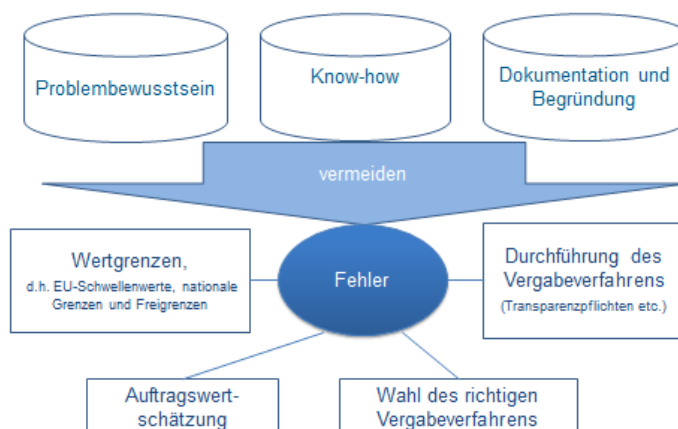 Problembewusstsein
Know-how
Dokumentation und
Begründung
vermeiden
Wertgrenzen,
d.h. EU-Schwellenwerte, nationale
Grenzen und Freigrenzen
Fehler
Durchführung des
Vergabeverfahrens
(Transparenzpflichten etc.)
Auftragswert-
schätzung
Wahl des richtigen
Vergabeverfahrens